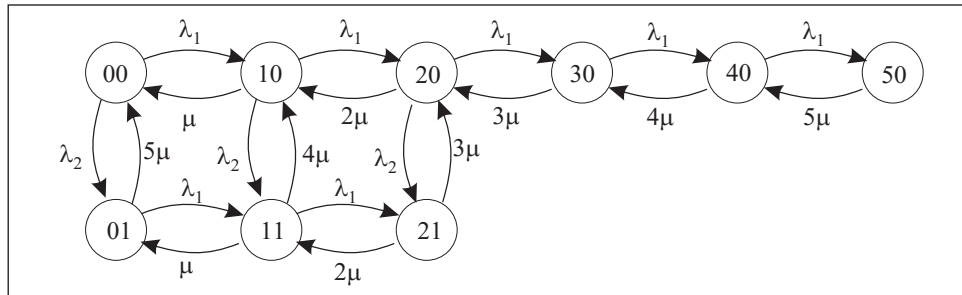 λ₁ λ₁ λ₁ λ₁ λ₁
00 10 20 30 40 50
μ 2μ 3μ 4μ 5μ
λ₂ 5μ λ₂ 4μ λ₂ 3μ
λ₁ λ₁
01 11 21
μ 2μ